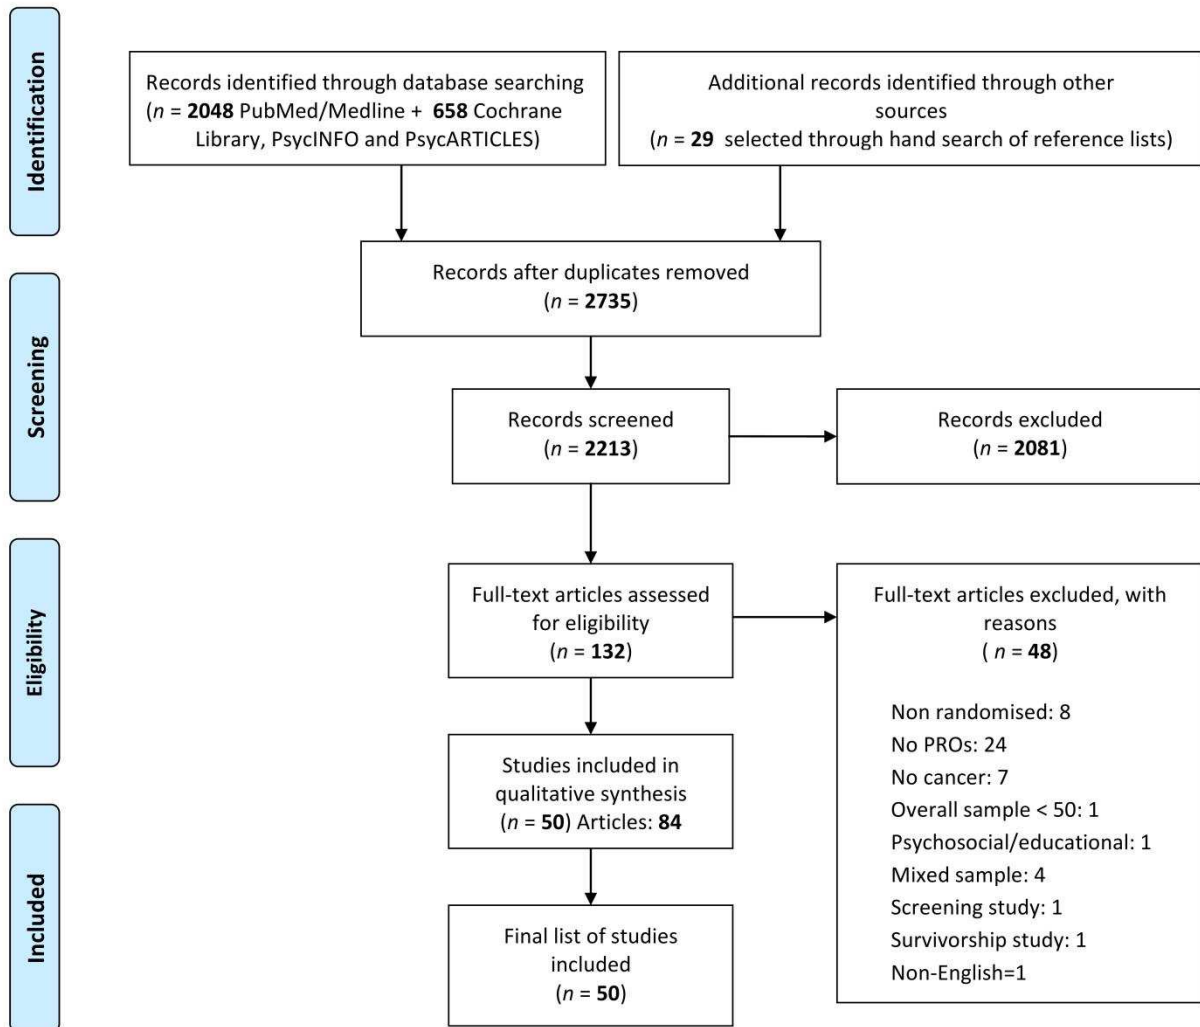 Identification
Records identified through database searching
(n = 2048 PubMed/Medline + 658 Cochrane
Library, PsycINFO and PsycARTICLES)
Additional records identified through other
sources
(n = 29 selected through hand search of reference lists)
Screening
Records after duplicates removed
(n = 2735)
Records screened
(n = 2213)
Records excluded
(n = 2081)
Eligibility
Full-text articles assessed
for eligibility
(n = 132)
Full-text articles excluded, with
reasons
( n = 48)
Non randomised: 8
No PROs: 24
No cancer: 7
Overall sample < 50: 1
Psychosocial/educational: 1
Mixed sample: 4
Screening study: 1
Survivorship study: 1
Non-English=1
Studies included in
qualitative synthesis
(n = 50) Articles: 84
Included
Final list of studies
included
(n = 50)